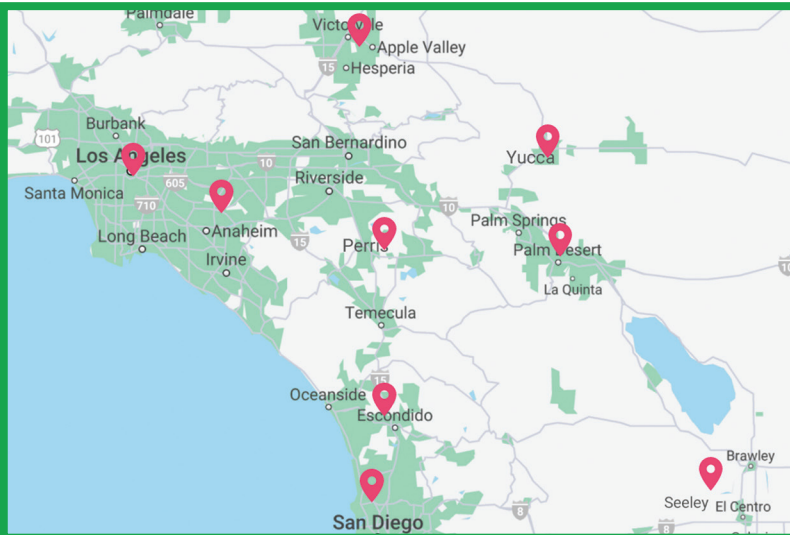 Palmdale
Victorville
Apple Valley
15
Hesperia
101
Burbank
Los Angeles
San Bernardino
10
Yucca
605
Riverside
Santa Monica
710
10
Palm Springs
Anaheim
15
Perris
Long Beach
Palm Desert
Irvine
10
La Quinta
Temecula
15
Oceanside
Escondido
Brawley
Seeley
El Centro
8
San Diego
8